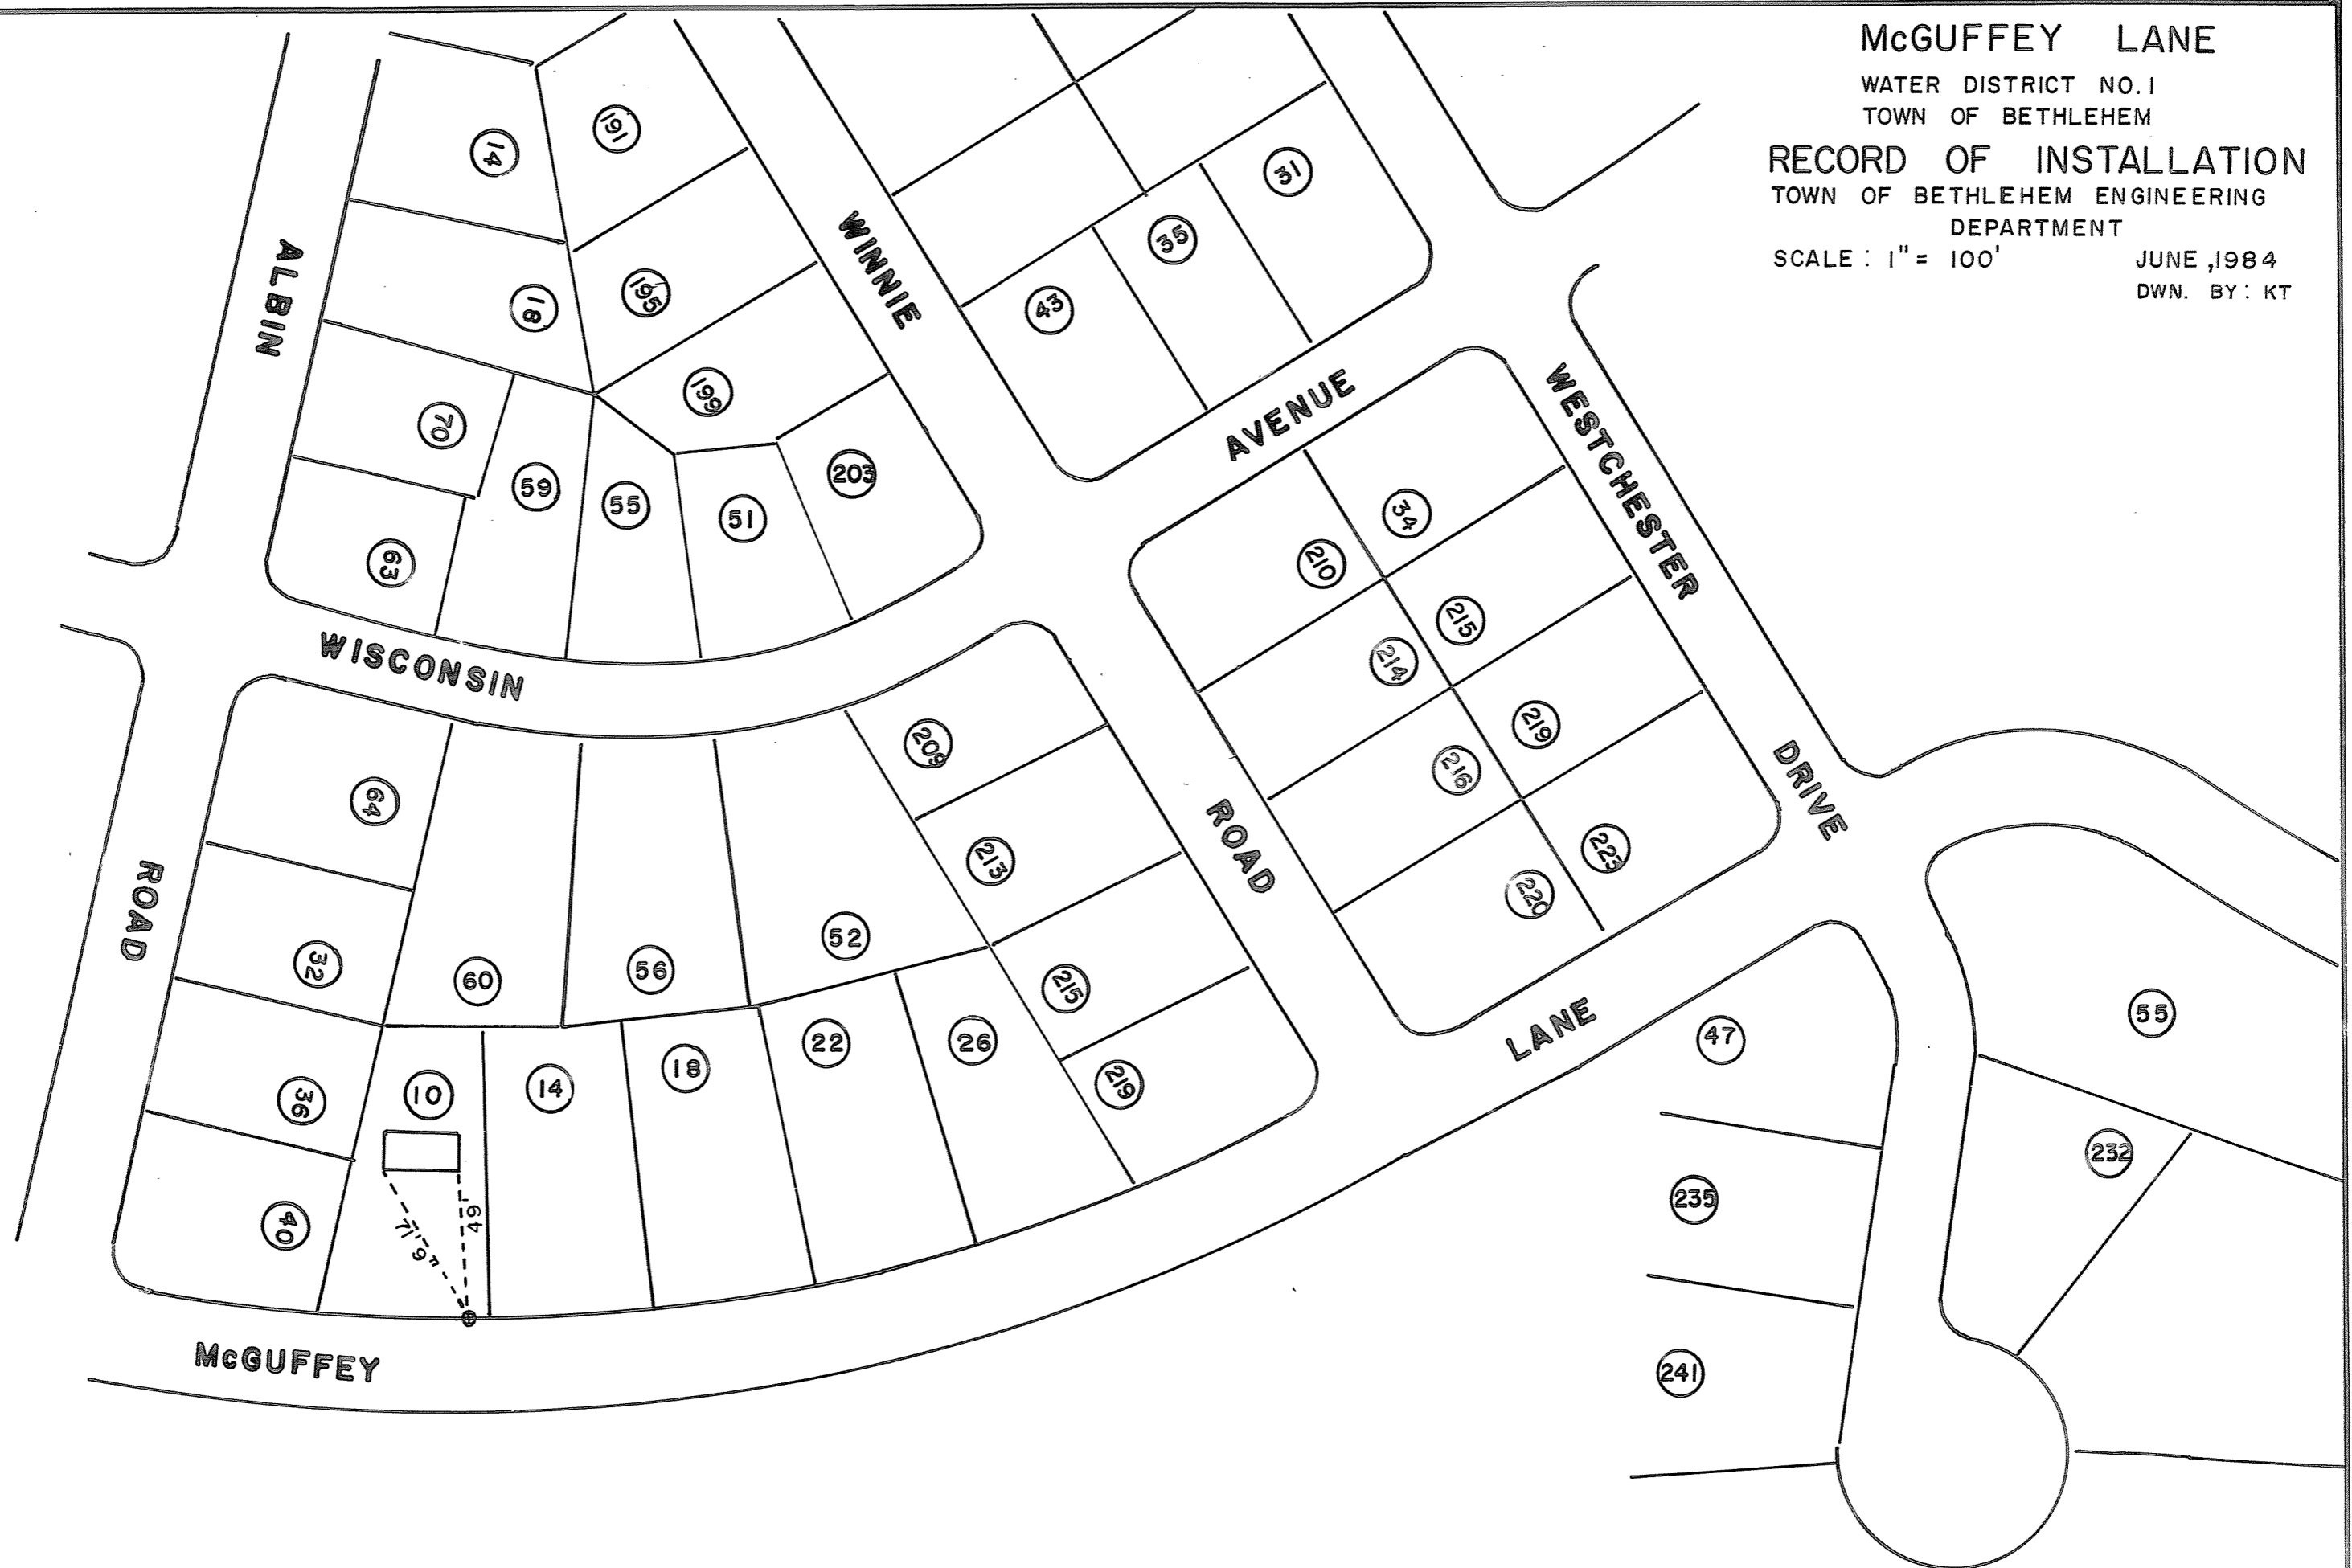 McGUFFEY LANE
WATER DISTRICT NO. 1
TOWN OF BETHLEHEM
RECORD OF INSTALLATION
TOWN OF BETHLEHEM ENGINEERING
DEPARTMENT
SCALE : 1" = 100'
JUNE ,1984
DWN. BY : KT
14
191
31
WINNIE
35
ALBIN
18
195
43
199
AVENUE
WESTCHESTER
70
59
55
51
203
34
63
210
215
WISCONSIN
214
64
209
219
216
DRIVE
ROAD
213
223
220
ROAD
32
60
56
52
215
LANE
47
55
36
10
14
18
22
26
219
40
71'9"
49'
235
232
McGUFFEY
241